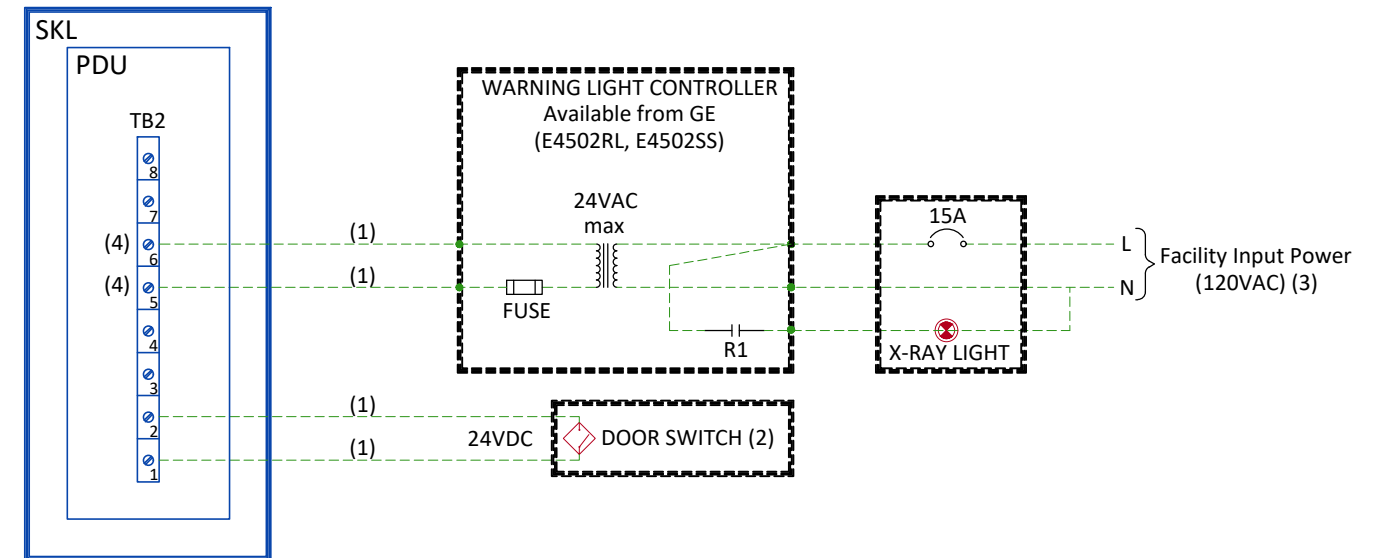 SKL
PDU
TB2
8
7
(4) 6
(4) 5
4
3
2
1
(1)
(1)
(1)
(1)
WARNING LIGHT CONTROLLER
Available from GE
(E4502RL, E4502SS)
24VAC
max
FUSE
R1
24VDC
DOOR SWITCH (2)
15A
X-RAY LIGHT
L
N
Facility Input Power
(120VAC) (3)